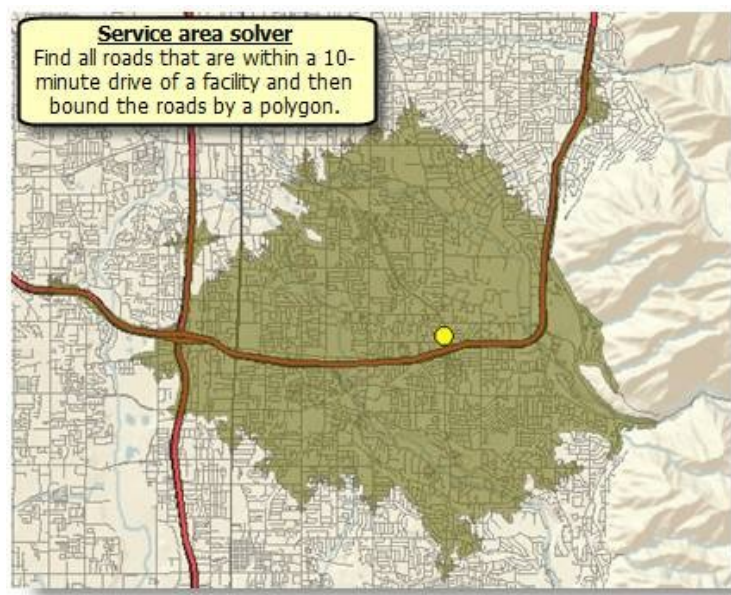 Service area solver
Find all roads that are within a 10-
minute drive of a facility and then
bound the roads by a polygon.